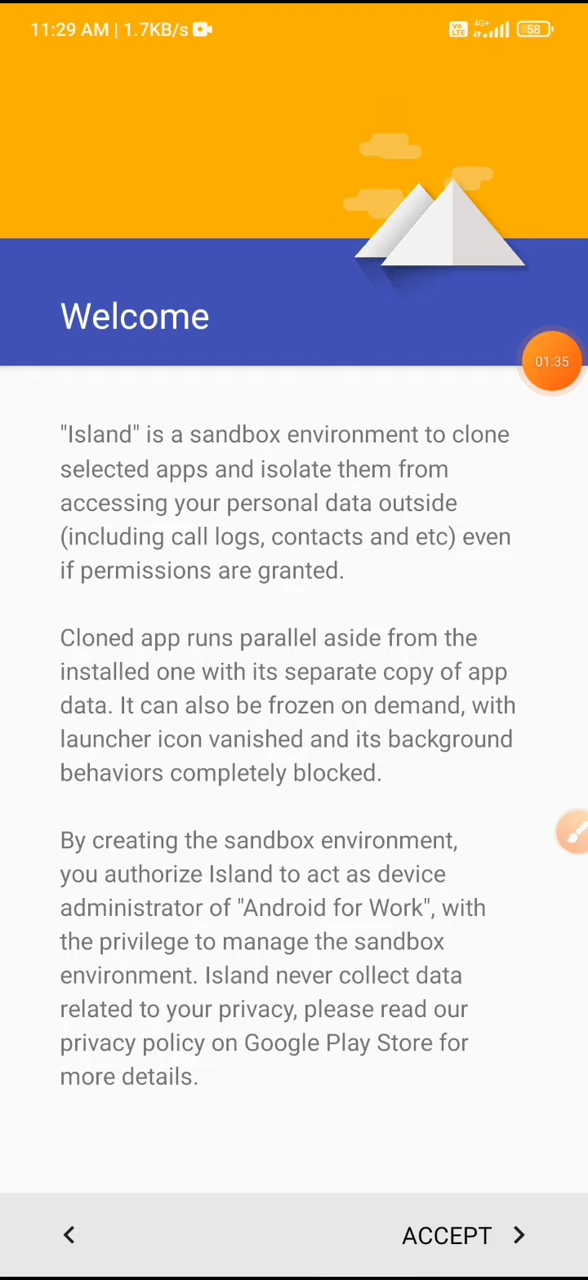 11:29 AM | 1.7KB/s
Vo LTE 4G+ 58
Welcome
01:35
"Island" is a sandbox environment to clone
selected apps and isolate them from
accessing your personal data outside
(including call logs, contacts and etc) even
if permissions are granted.
Cloned app runs parallel aside from the
installed one with its separate copy of app
data. It can also be frozen on demand, with
launcher icon vanished and its background
behaviors completely blocked.
By creating the sandbox environment,
you authorize Island to act as device
administrator of "Android for Work", with
the privilege to manage the sandbox
environment. Island never collect data
related to your privacy, please read our
privacy policy on Google Play Store for
more details.
ACCEPT